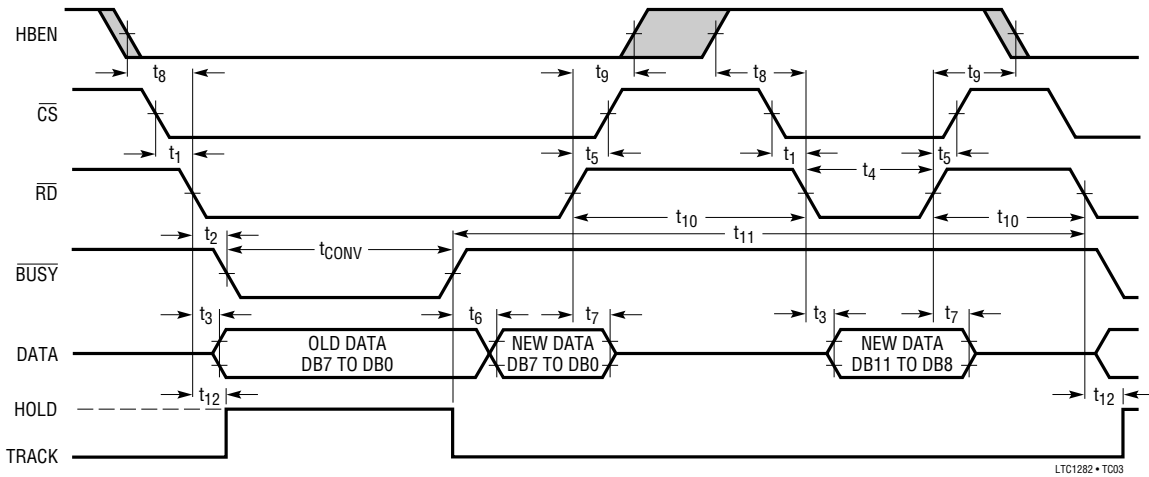 HBEN
t8 t9 t8 t9
CS
t1 t5 t1 t4 t5
RD
t2 tCONV t10 t11 t10
BUSY
t3 t6 t7 t3 t7
DATA
OLD DATA
DB7 TO DB0
NEW DATA
DB7 TO DB0
NEW DATA
DB11 TO DB8
t12 t12
HOLD
TRACK
LTC1282 • TC03